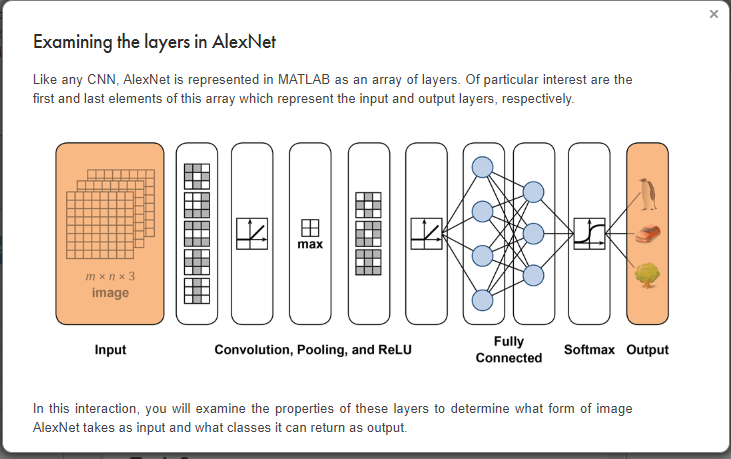 ×
Examining the layers in AlexNet
Like any CNN, AlexNet is represented in MATLAB as an array of layers. Of particular interest are the
first and last elements of this array which represent the input and output layers, respectively.
max
m × n × 3
image
Input
Convolution, Pooling, and ReLU
Fully
Connected
Softmax
Output
In this interaction, you will examine the properties of these layers to determine what form of image
AlexNet takes as input and what classes it can return as output.